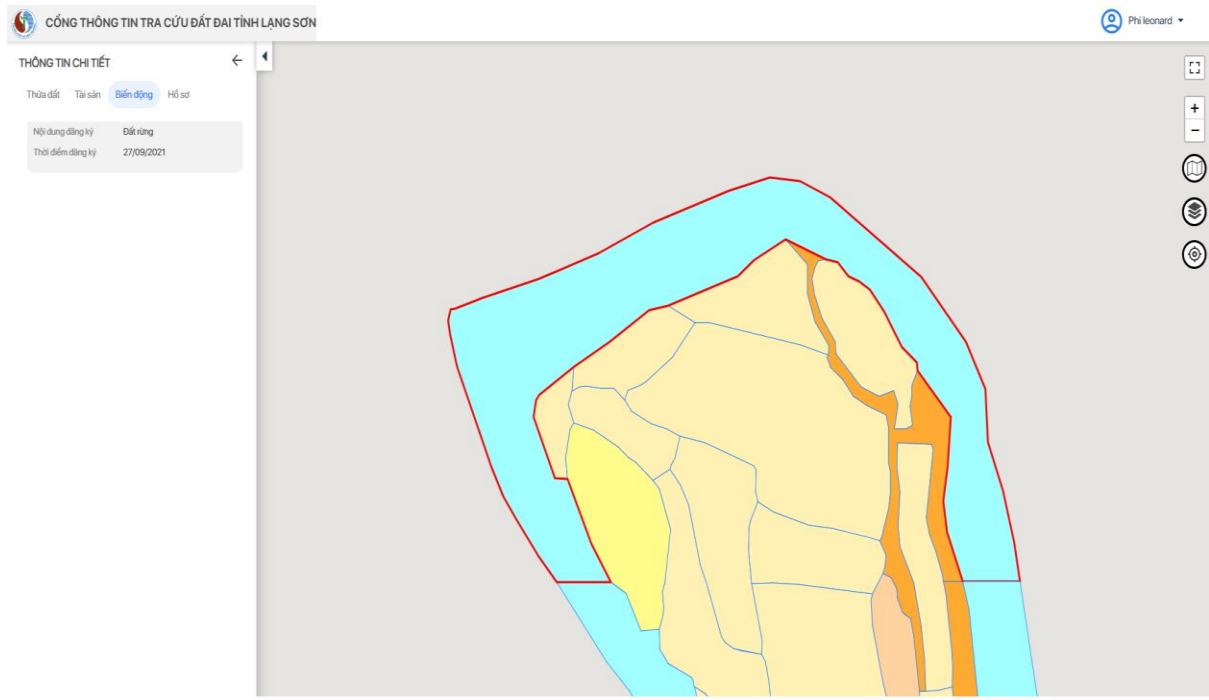 CỔNG THÔNG TIN TRA CỨU ĐẤT ĐAI TỈNH LẠNG SƠN
Phi leonard
THÔNG TIN CHI TIẾT
Thửa đất Tài sản Biến động Hồ sơ
Nội dung đăng ký Đất rừng
Thời điểm đăng ký 27/09/2021
+
−